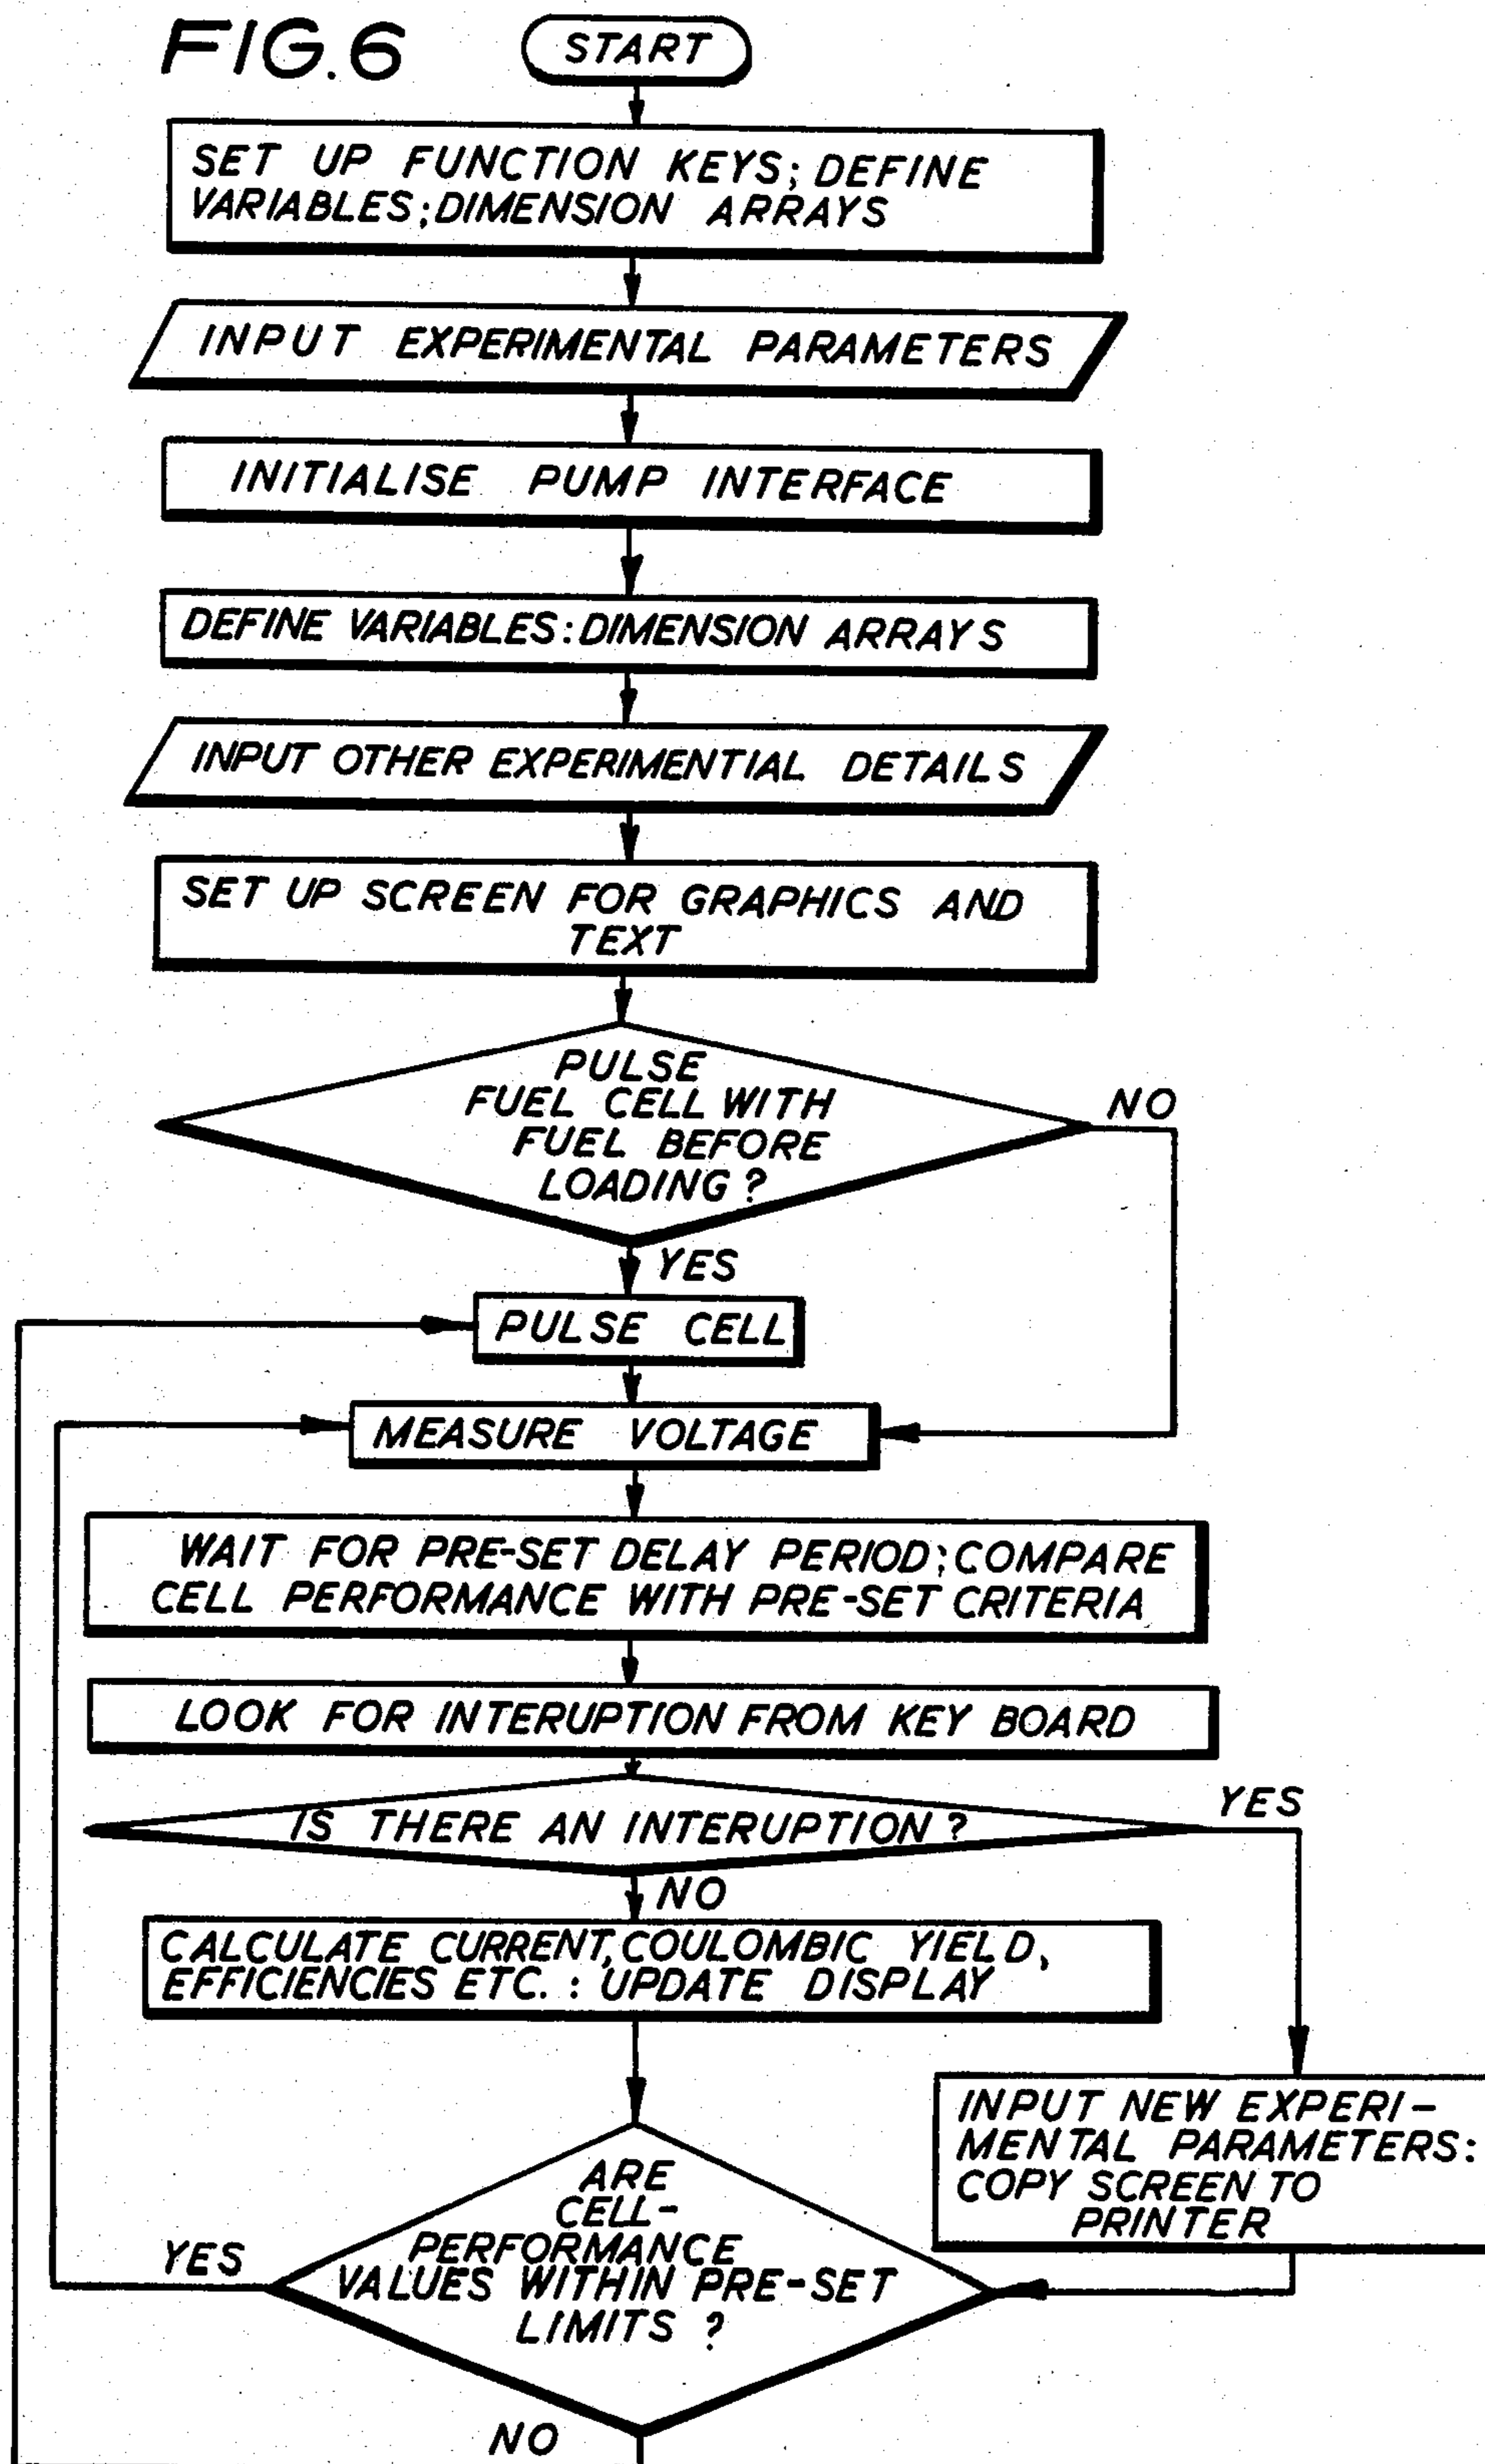 FIG.6
START
SET UP FUNCTION KEYS; DEFINE
VARIABLES; DIMENSION ARRAYS
INPUT EXPERIMENTAL PARAMETERS
INITIALISE PUMP INTERFACE
DEFINE VARIABLES: DIMENSION ARRAYS
INPUT OTHER EXPERIMENTIAL DETAILS
SET UP SCREEN FOR GRAPHICS AND
TEXT
PULSE
FUEL CELL WITH
FUEL BEFORE
LOADING ?
NO
YES
PULSE CELL
MEASURE VOLTAGE
WAIT FOR PRE-SET DELAY PERIOD; COMPARE
CELL PERFORMANCE WITH PRE-SET CRITERIA
LOOK FOR INTERUPTION FROM KEY BOARD
IS THERE AN INTERUPTION ?
YES
NO
CALCULATE CURRENT, COULOMBIC YIELD,
EFFICIENCIES ETC. : UPDATE DISPLAY
INPUT NEW EXPERI-
MENTAL PARAMETERS:
COPY SCREEN TO
PRINTER
ARE
CELL-
PERFORMANCE
VALUES WITHIN PRE-SET
LIMITS ?
YES
NO